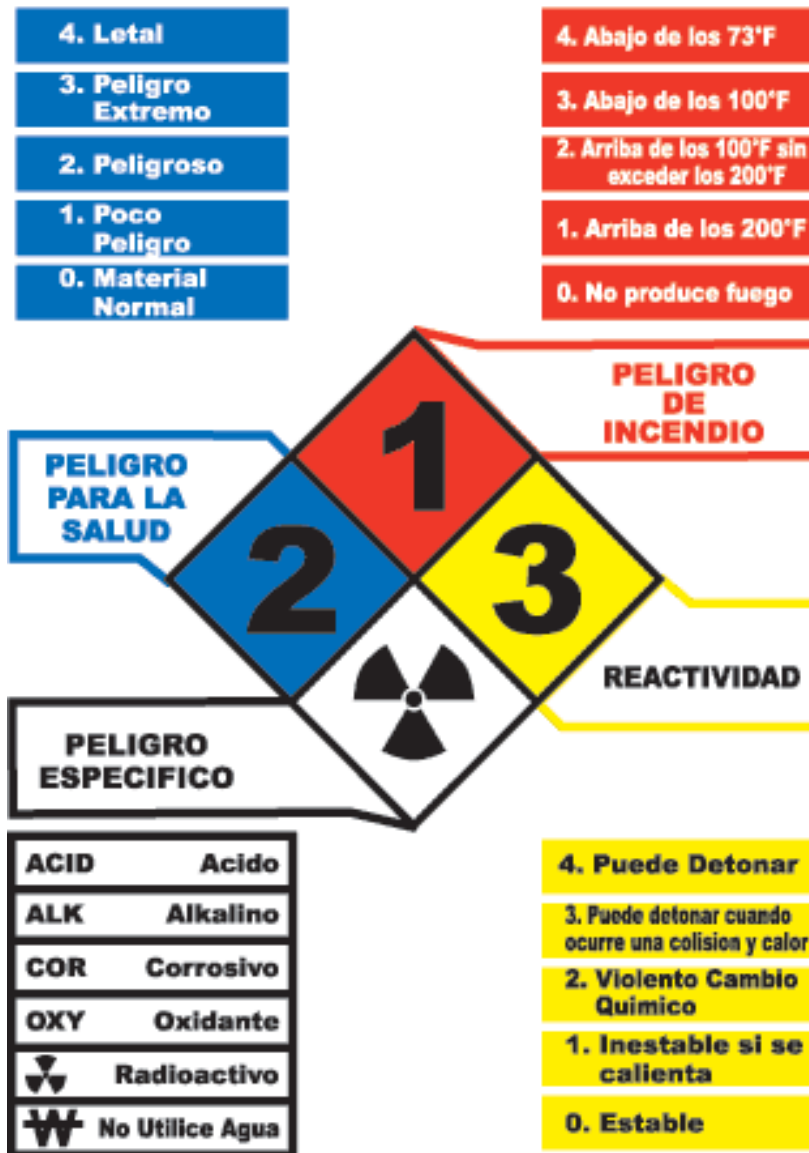 4. Letal
3. Peligro
Extremo
2. Peligroso
1. Poco
Peligro
0. Material
Normal
4. Abajo de los 73°F
3. Abajo de los 100°F
2. Arriba de los 100°F sin
exceder los 200°F
1. Arriba de los 200°F
0. No produce fuego
PELIGRO
DE
INCENDIO
PELIGRO
PARA LA
SALUD
1
2
3
REACTIVIDAD
PELIGRO
ESPECIFICO
ACID Acido
ALK Alkalino
COR Corrosivo
OXY Oxidante
Radioactivo
W No Utilice Agua
4. Puede Detonar
3. Puede detonar cuando
ocurre una colision y calor
2. Violento Cambio
Quimico
1. Inestable si se
calienta
0. Estable